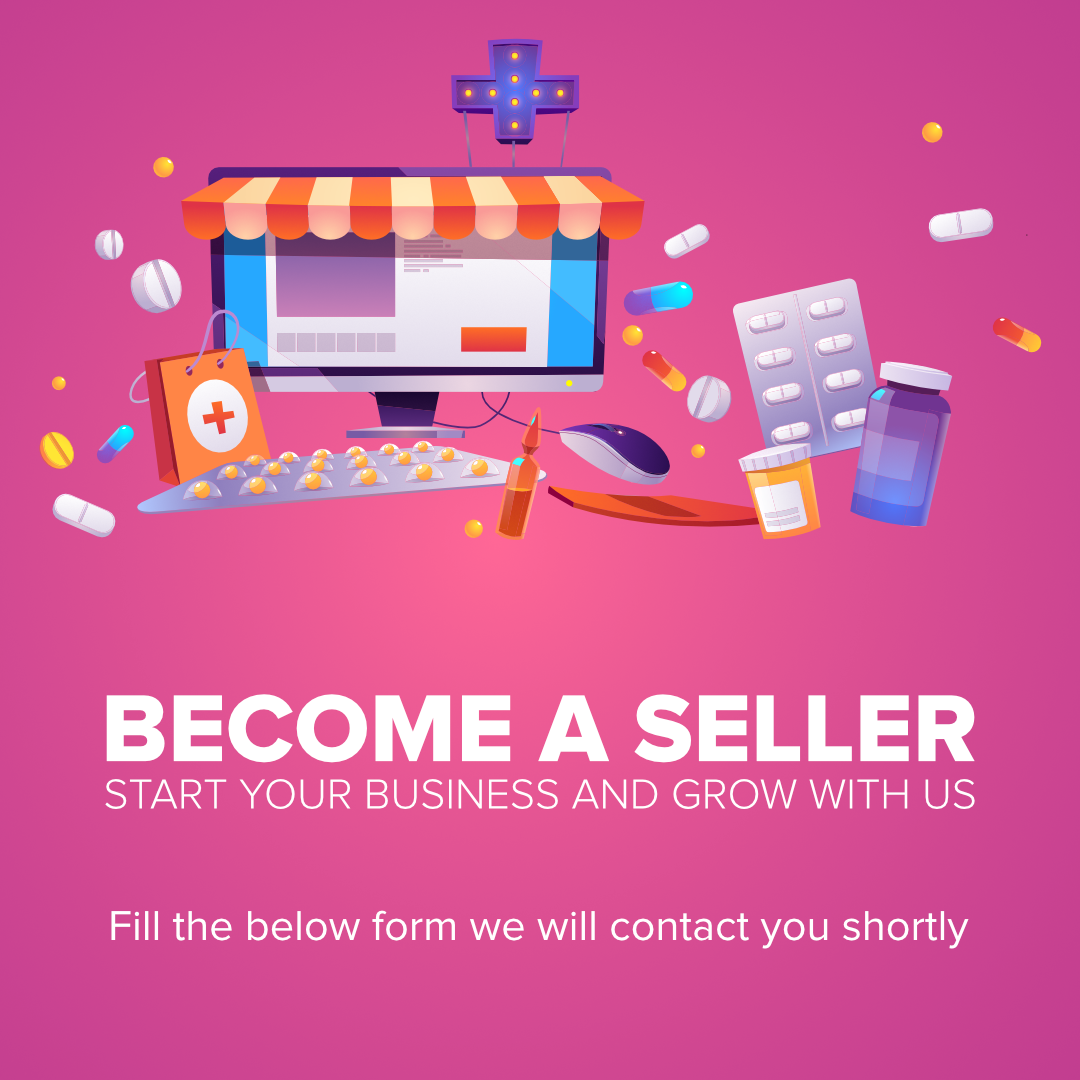 BECOME A SELLER
START YOUR BUSINESS AND GROW WITH US
Fill the below form we will contact you shortly